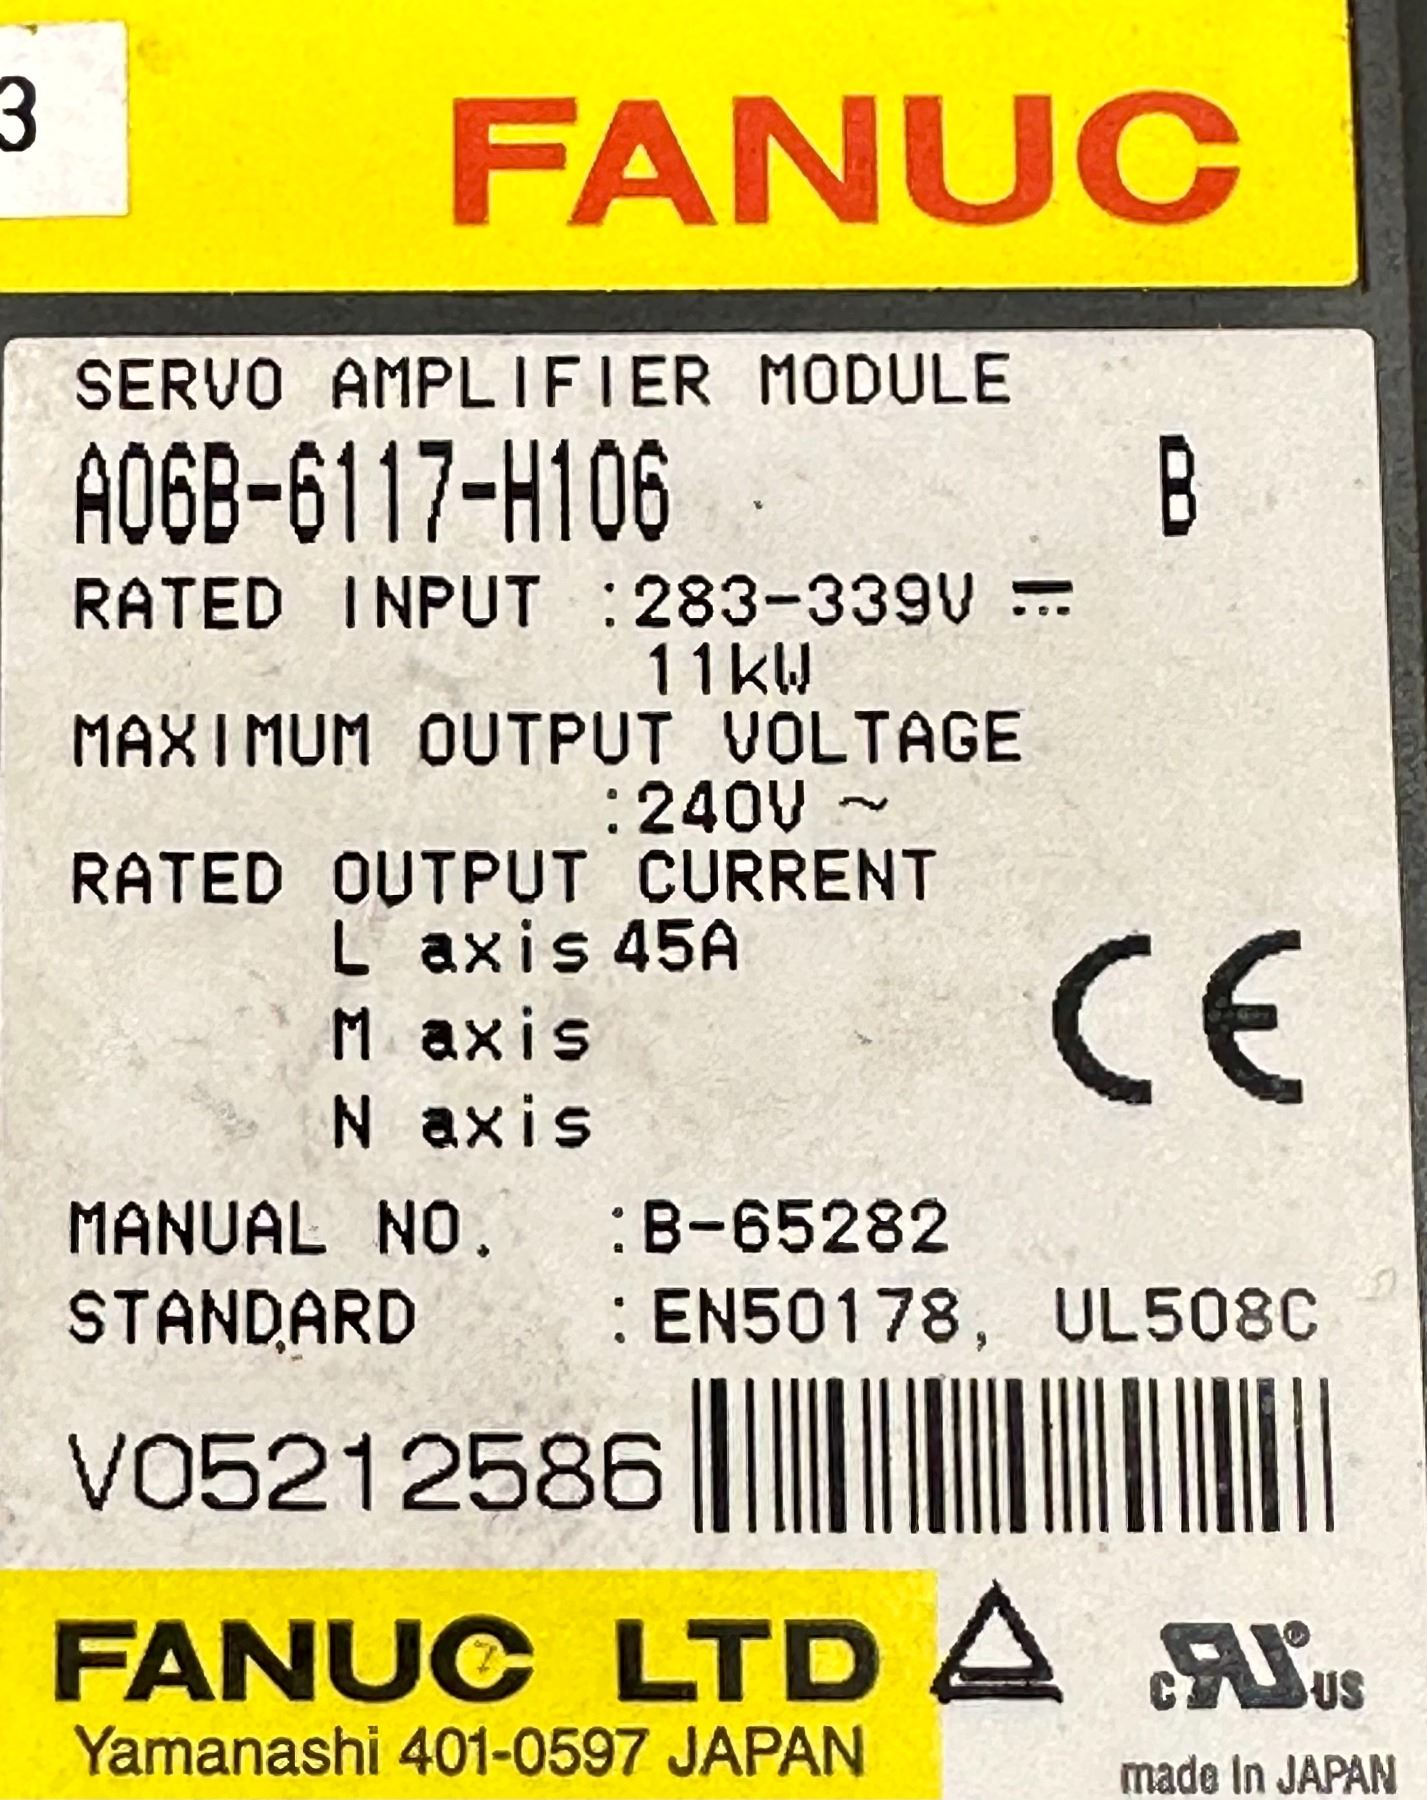 3
FANUC
SERVO AMPLIFIER MODULE
A06B-6117-H106 B
RATED INPUT :283-339V ⎓
11kW
MAXIMUM OUTPUT VOLTAGE
:240V ~
RATED OUTPUT CURRENT
L axis 45A
M axis
N axis
CE
MANUAL NO. :B-65282
STANDARD :EN50178, UL508C
V05212586
FANUC LTD
Yamanashi 401-0597 JAPAN
c RU® US
made in JAPAN